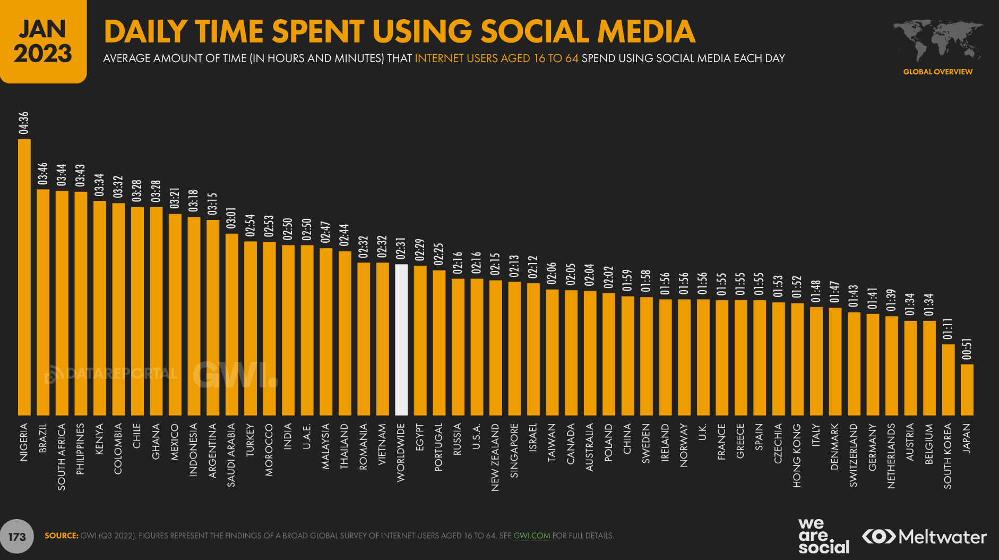 JAN
2023
DAILY TIME SPENT USING SOCIAL MEDIA
AVERAGE AMOUNT OF TIME (IN HOURS AND MINUTES) THAT INTERNET USERS AGED 16 TO 64 SPEND USING SOCIAL MEDIA EACH DAY
GLOBAL OVERVIEW
04:36
03:46
03:44
03:43
03:34
03:32
03:28
03:28
03:21
03:18
03:15
03:01
02:54
02:53
02:50
02:50
02:47
02:44
02:32
02:32
02:31
02:29
02:25
02:16
02:16
02:15
02:13
02:12
02:06
02:05
02:04
02:02
01:59
01:58
01:56
01:56
01:56
01:55
01:55
01:55
01:53
01:52
01:48
01:47
01:43
01:41
01:39
01:34
01:34
01:11
00:51
DATAREPORTAL
GWI.
NIGERIA
BRAZIL
SOUTH AFRICA
PHILIPPINES
KENYA
COLOMBIA
CHILE
GHANA
MEXICO
INDONESIA
ARGENTINA
SAUDI ARABIA
TURKEY
MOROCCO
INDIA
U.A.E.
MALAYSIA
THAILAND
ROMANIA
VIETNAM
WORLDWIDE
EGYPT
PORTUGAL
RUSSIA
U.S.A.
NEW ZEALAND
SINGAPORE
ISRAEL
TAIWAN
CANADA
AUSTRALIA
POLAND
CHINA
SWEDEN
IRELAND
NORWAY
U.K.
FRANCE
GREECE
SPAIN
CZECHIA
HONG KONG
ITALY
DENMARK
SWITZERLAND
GERMANY
NETHERLANDS
AUSTRIA
BELGIUM
SOUTH KOREA
JAPAN
173
SOURCE: GWI (Q3 2022). FIGURES REPRESENT THE FINDINGS OF A BROAD GLOBAL SURVEY OF INTERNET USERS AGED 16 TO 64. SEE GWI.COM FOR FULL DETAILS.
we
are
social
Meltwater